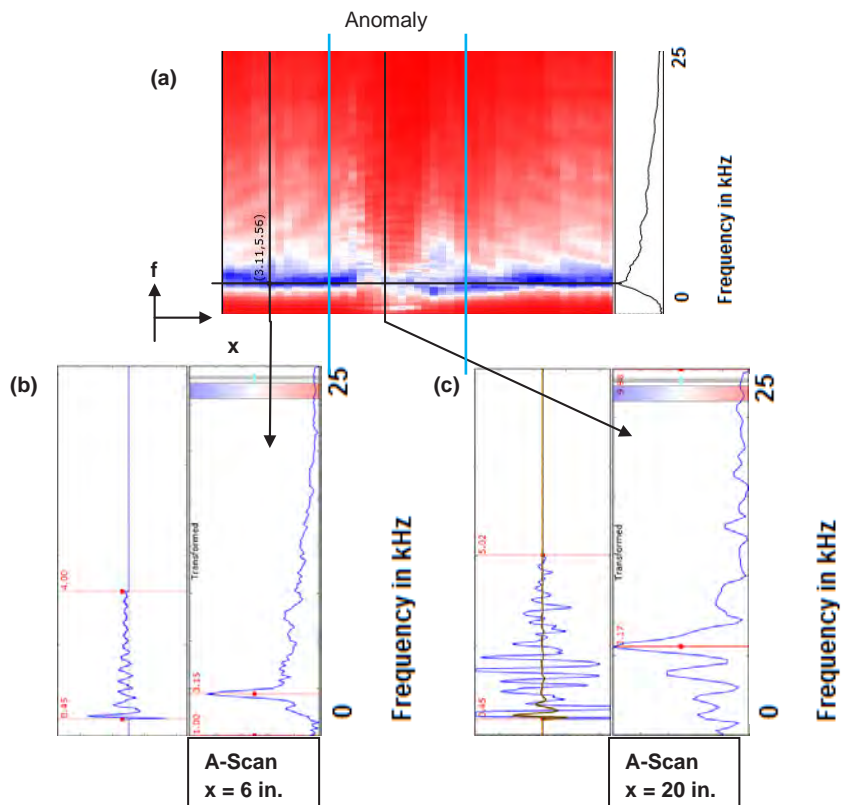 Anomaly
(a)
25
Frequency in kHz
0
(3.11,5.56)
f
x
(b)
4.00
0.45
Transformed
3.15
1.00
25
Frequency in kHz
0
A-Scan
x = 6 in.
(c)
5.02
0.45
Transformed
25
Frequency in kHz
0
A-Scan
x = 20 in.